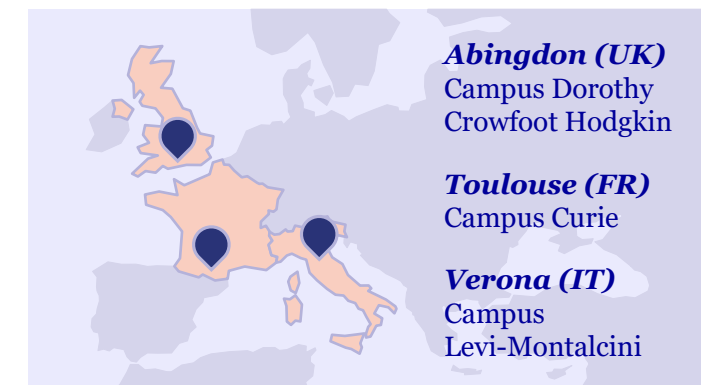 Abingdon (UK)
Campus Dorothy
Crowfoot Hodgkin
Toulouse (FR)
Campus Curie
Verona (IT)
Campus
Levi-Montalcini